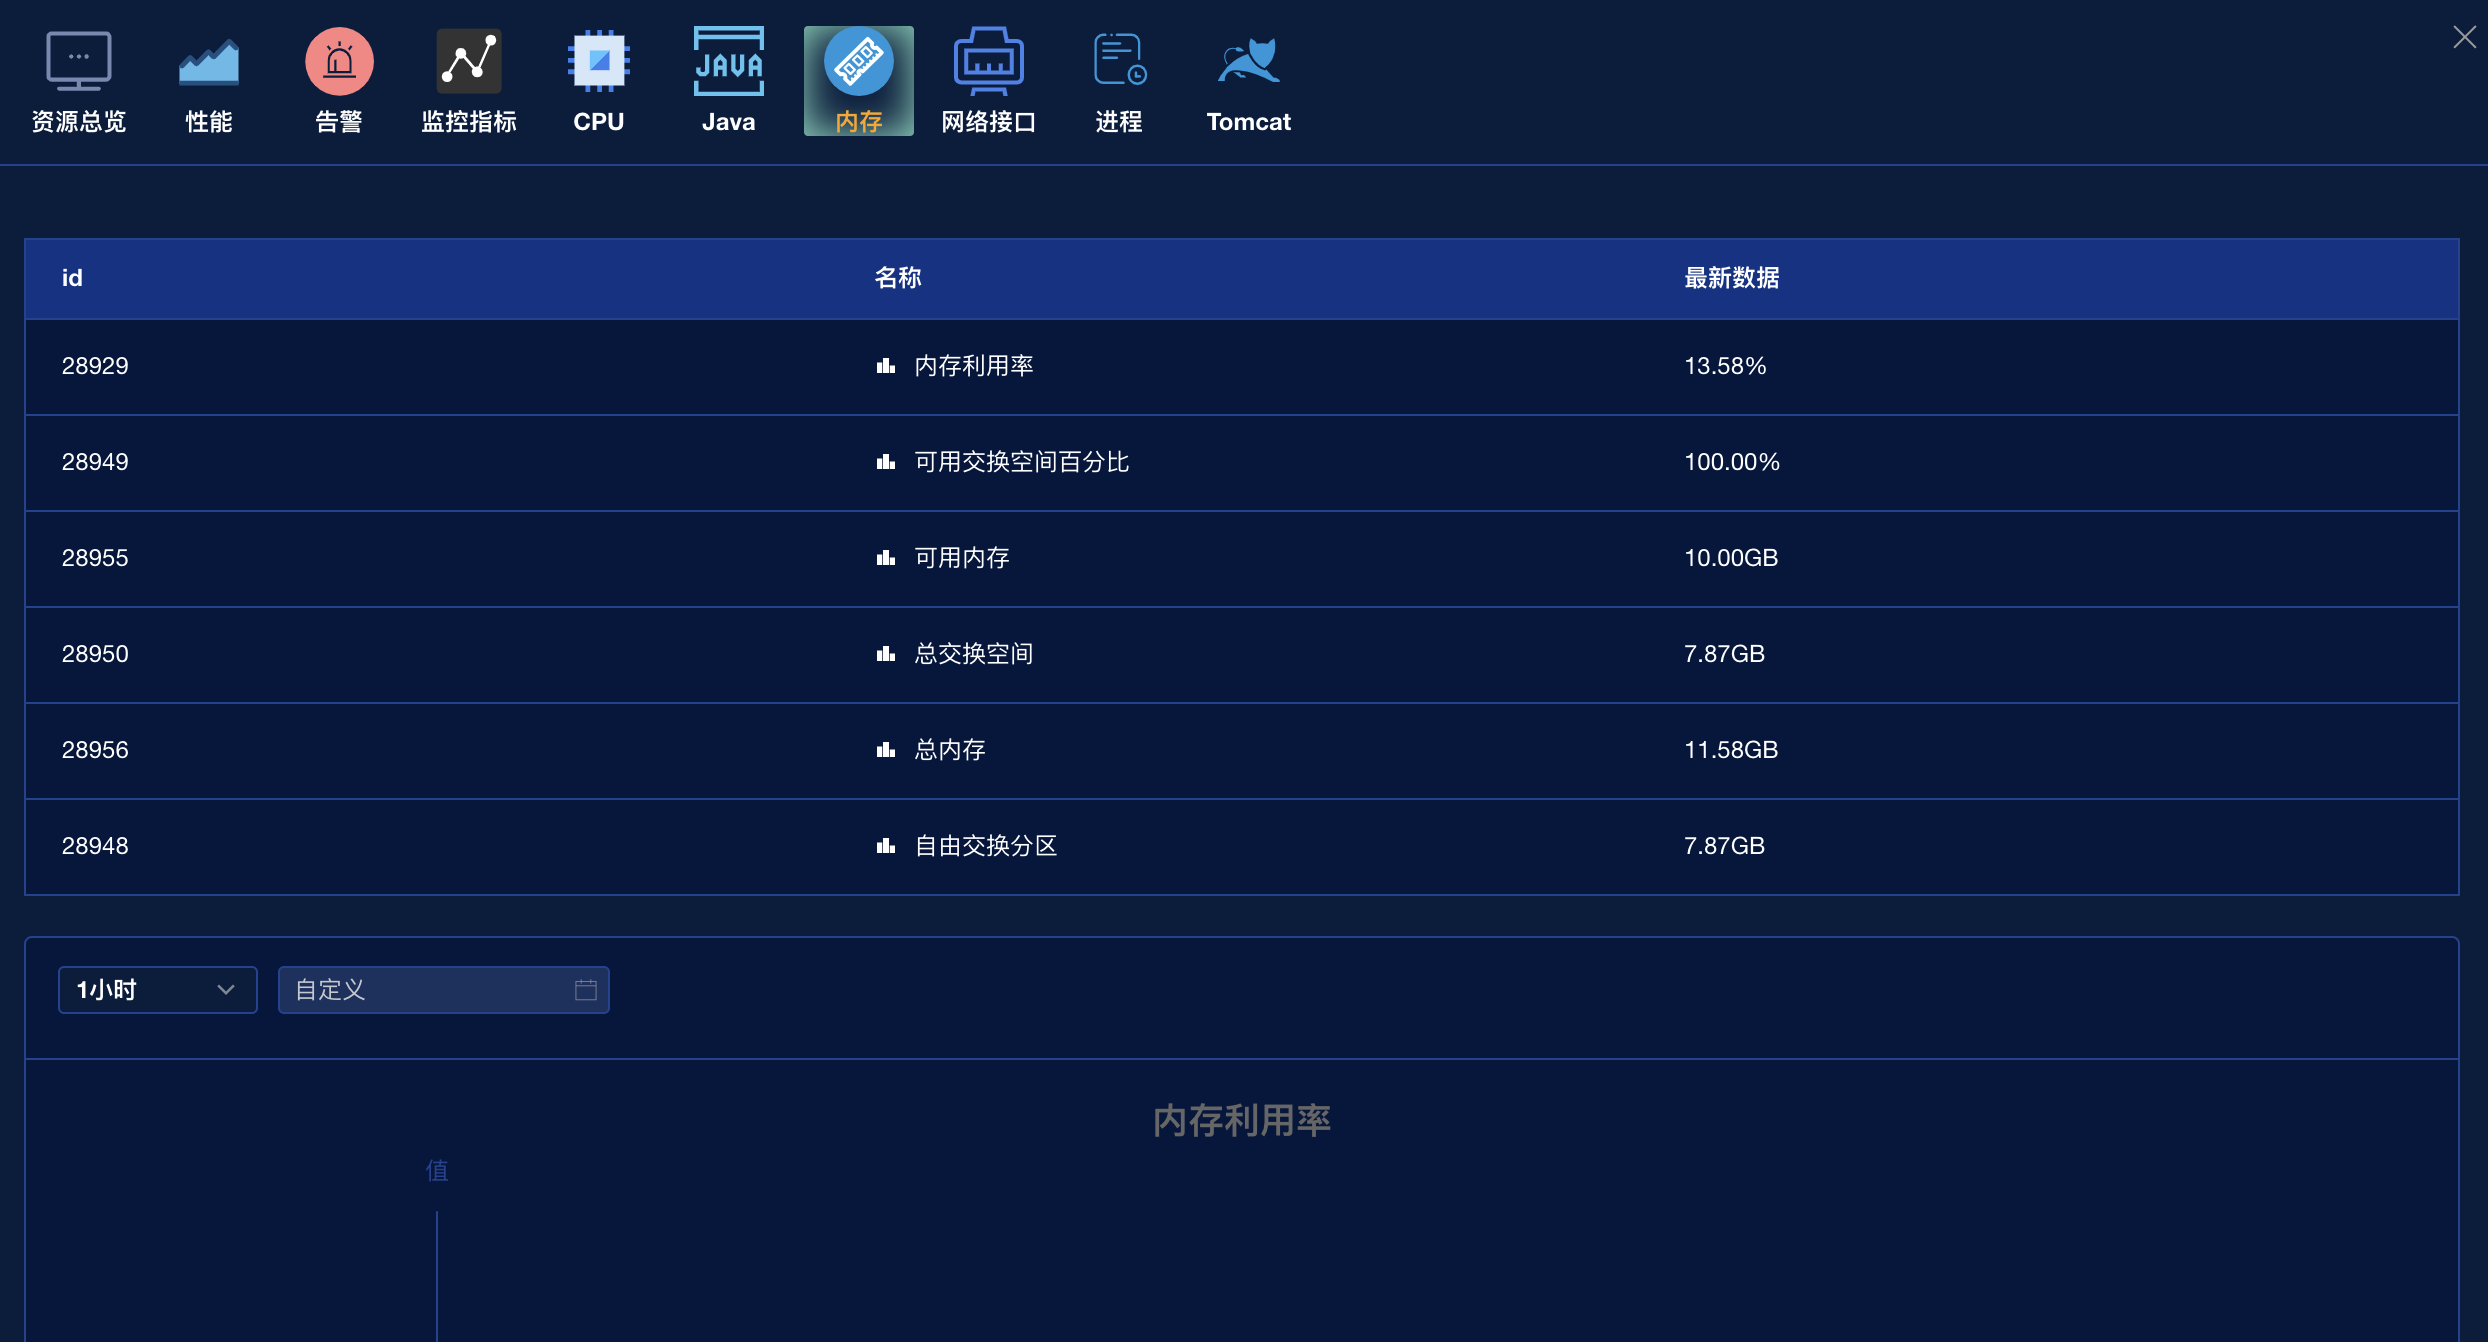 资源总览 性能 告警 监控指标 CPU Java 内存 网络接口 进程 Tomcat
JAVA
id 名称 最新数据
28929 内存利用率 13.58%
28949 可用交换空间百分比 100.00%
28955 可用内存 10.00GB
28950 总交换空间 7.87GB
28956 总内存 11.58GB
28948 自由交换分区 7.87GB
1小时 自定义
内存利用率
值